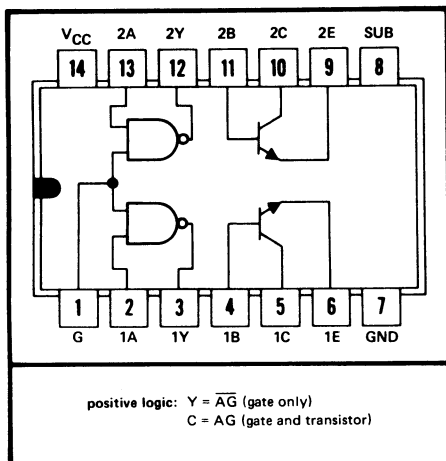 VCC 2A 2Y 2B 2C 2E SUB
14 13 12 11 10 9 8
1 2 3 4 5 6 7
G 1A 1Y 1B 1C 1E GND
positive logic: Y = A̅G̅ (gate only)
C = AG (gate and transistor)